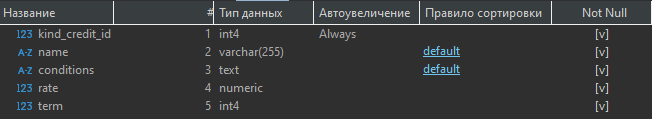 Название # Тип данных Автоувеличение Правило сортировки Not Null
123 kind_credit_id 1 int4 Always [v]
A-Z name 2 varchar(255) default [v]
A-Z conditions 3 text default [v]
123 rate 4 numeric [v]
123 term 5 int4 [v]